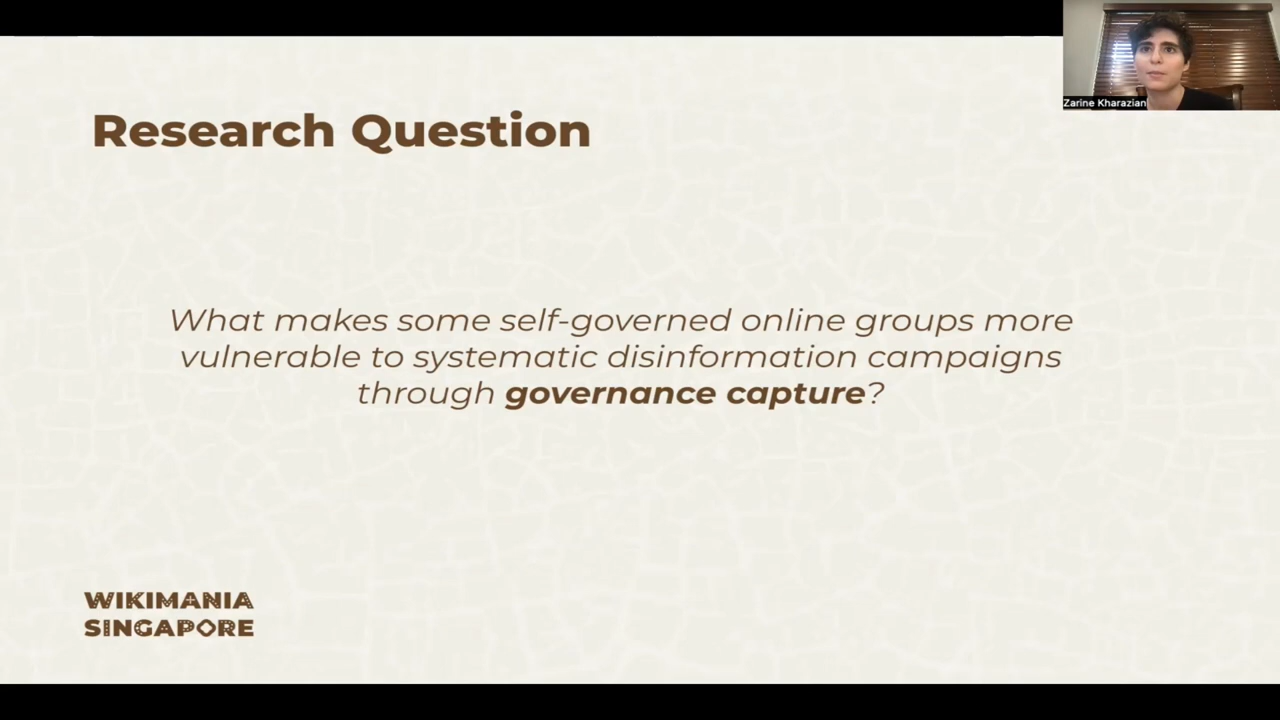 Zarine Kharazian
Research Question
What makes some self-governed online groups more
vulnerable to systematic disinformation campaigns
through governance capture?
WIKIMANIA
SINGAPORE